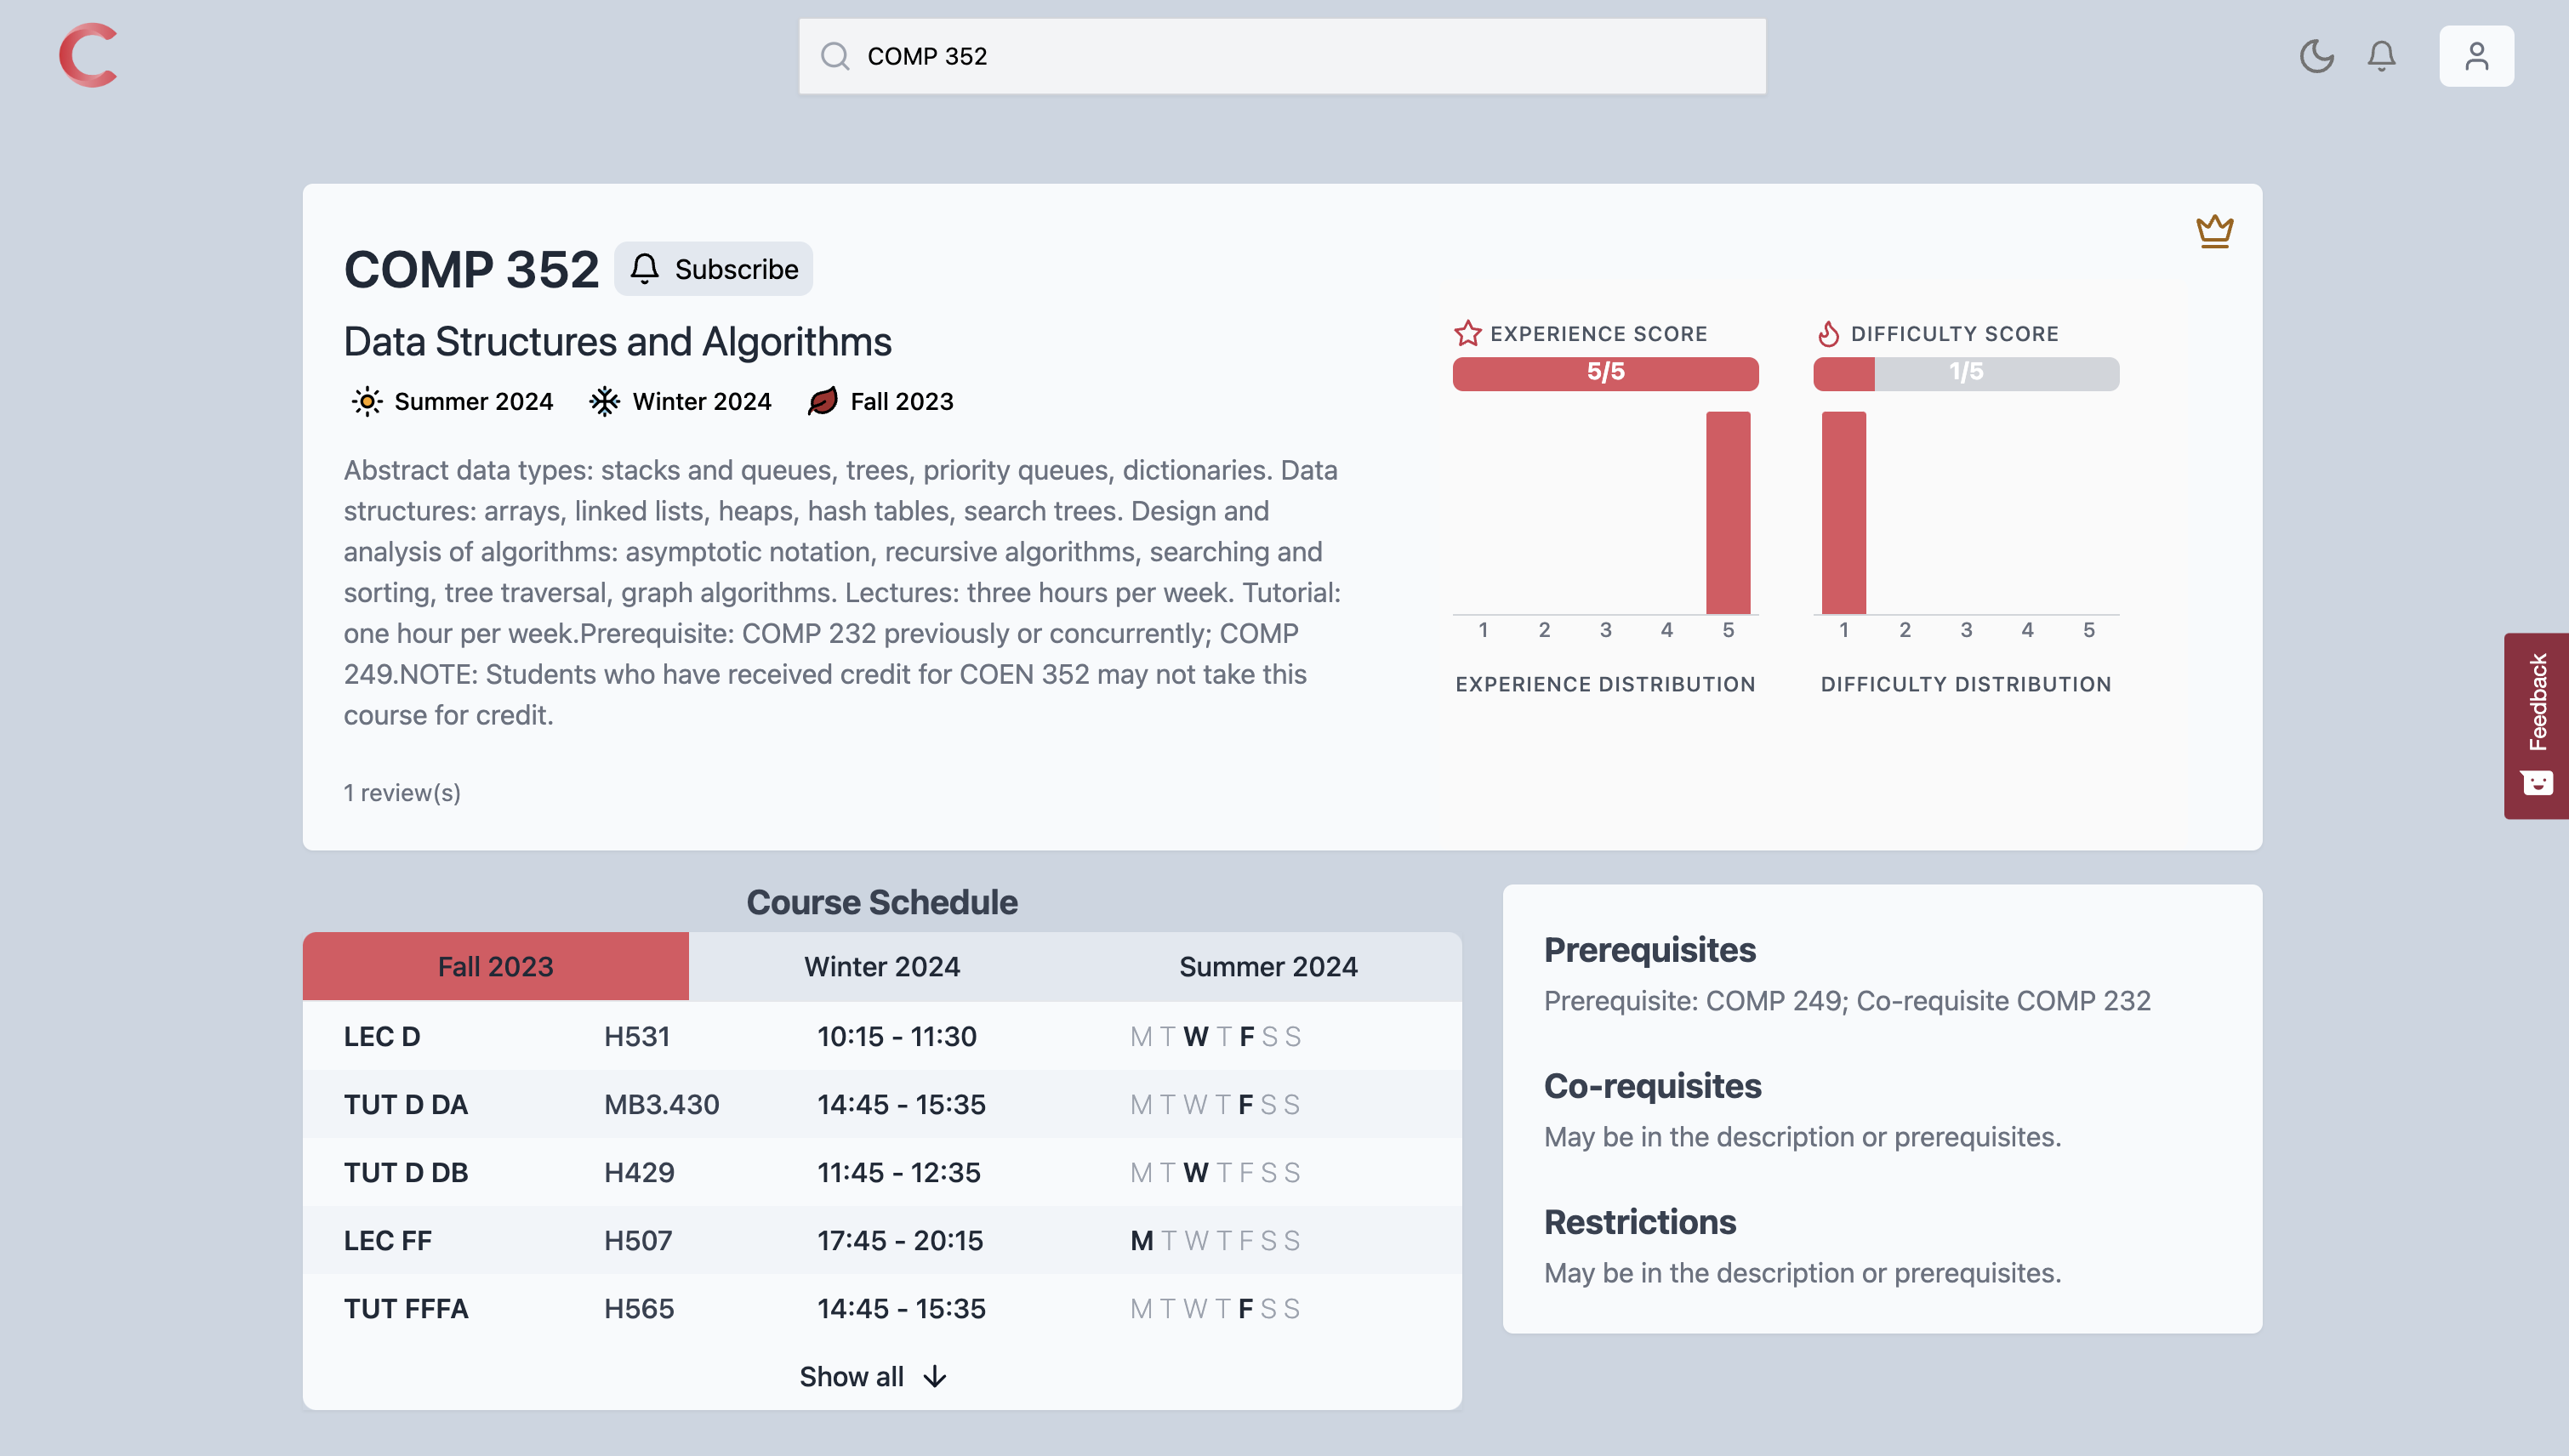 COMP 352
COMP 352
Subscribe
Data Structures and Algorithms
Summer 2024 Winter 2024 Fall 2023
Abstract data types: stacks and queues, trees, priority queues, dictionaries. Data
structures: arrays, linked lists, heaps, hash tables, search trees. Design and
analysis of algorithms: asymptotic notation, recursive algorithms, searching and
sorting, tree traversal, graph algorithms. Lectures: three hours per week. Tutorial:
one hour per week.Prerequisite: COMP 232 previously or concurrently; COMP
249.NOTE: Students who have received credit for COEN 352 may not take this
course for credit.
1 review(s)
EXPERIENCE SCORE
5/5
1 2 3 4 5
EXPERIENCE DISTRIBUTION
DIFFICULTY SCORE
1/5
1 2 3 4 5
DIFFICULTY DISTRIBUTION
Feedback
Course Schedule
Fall 2023 Winter 2024 Summer 2024
LEC D H531 10:15 - 11:30 M T W T F S S
TUT D DA MB3.430 14:45 - 15:35 M T W T F S S
TUT D DB H429 11:45 - 12:35 M T W T F S S
LEC FF H507 17:45 - 20:15 M T W T F S S
TUT FFFA H565 14:45 - 15:35 M T W T F S S
Show all
Prerequisites
Prerequisite: COMP 249; Co-requisite COMP 232
Co-requisites
May be in the description or prerequisites.
Restrictions
May be in the description or prerequisites.